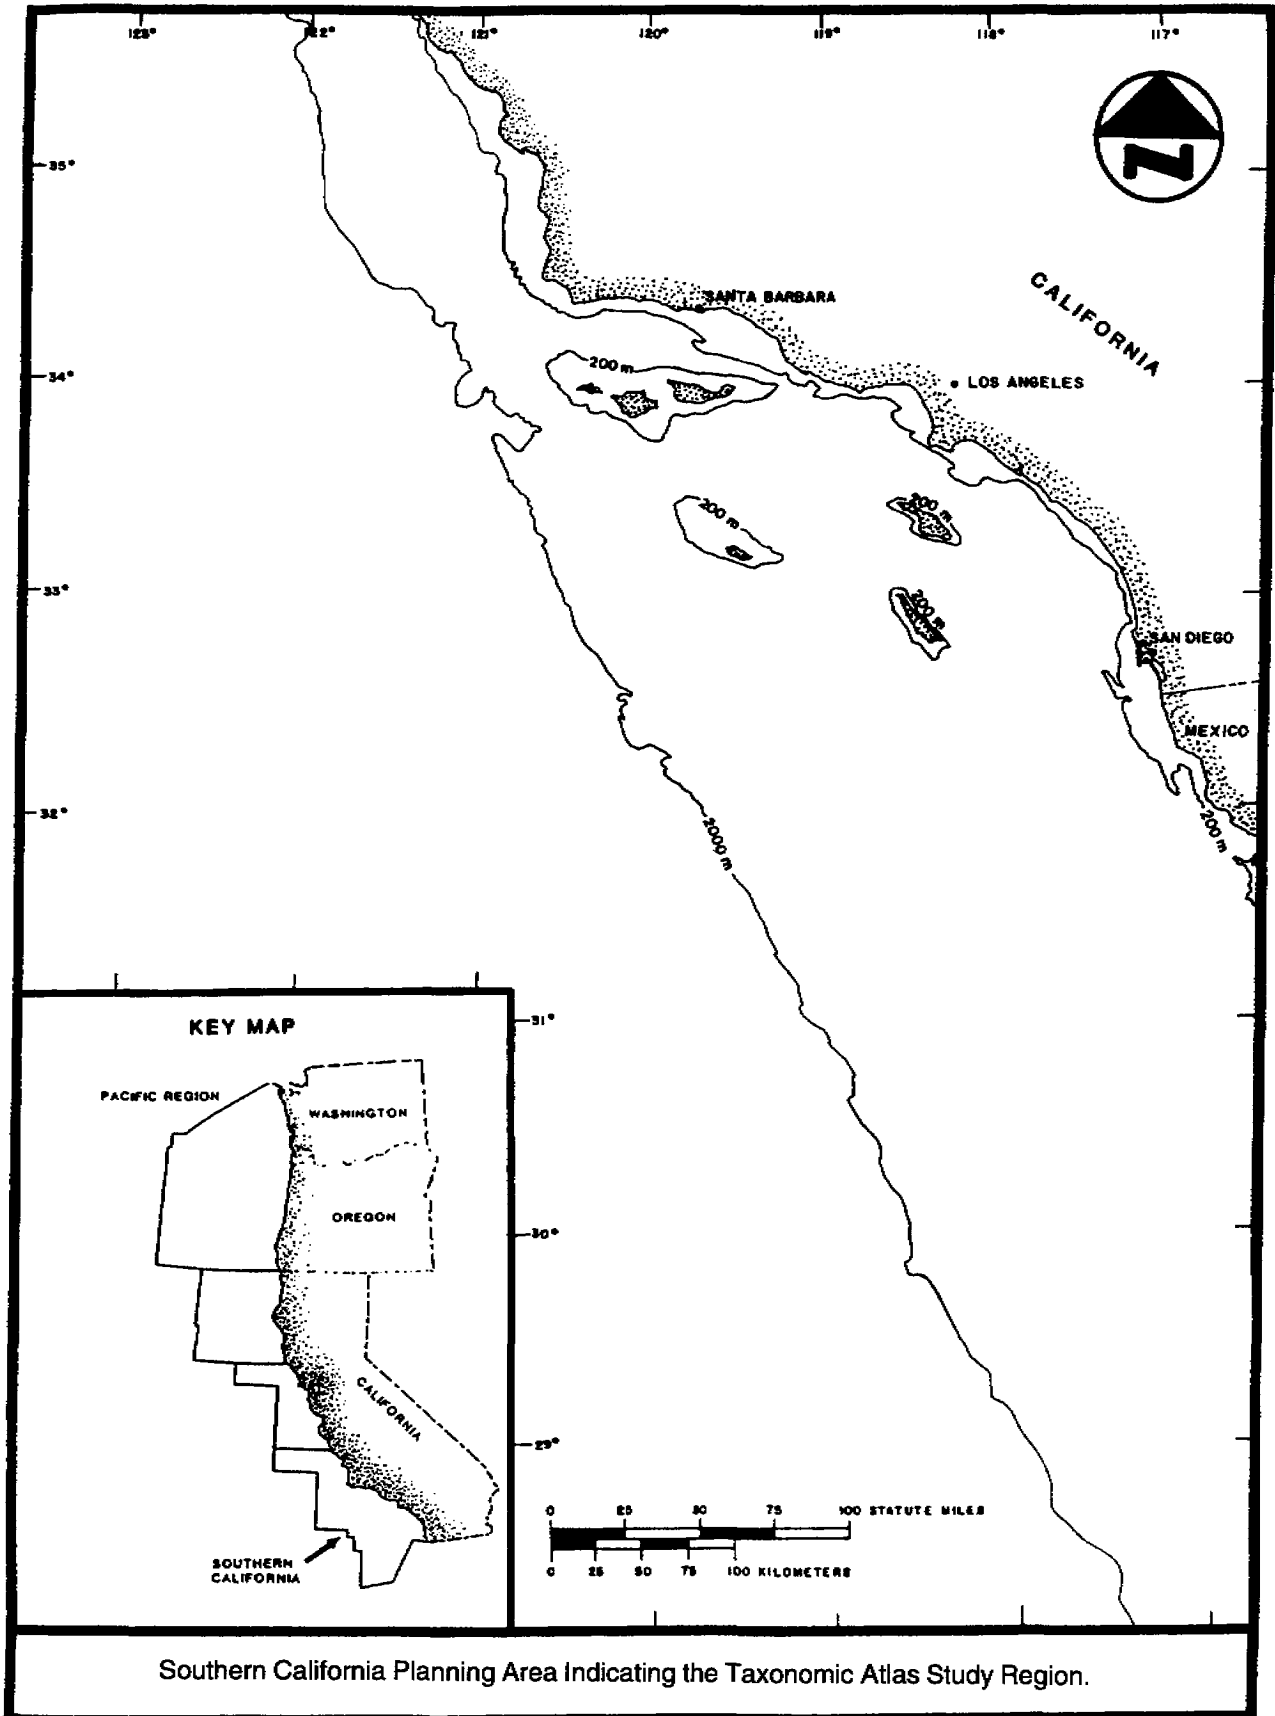 123° 122° 121° 120° 119° 118° 117°
N
35°
CALIFORNIA
SANTA BARBARA
200 m
34°
LOS ANGELES
200 m
200 m
33°
200 m
SAN DIEGO
MEXICO
32°
2000 m
200 m
KEY MAP
31°
PACIFIC REGION
WASHINGTON
OREGON
30°
CALIFORNIA
29°
0 25 50 75 100 STATUTE MILES
0 25 50 75 100 KILOMETERS
SOUTHERN
CALIFORNIA
Southern California Planning Area Indicating the Taxonomic Atlas Study Region.